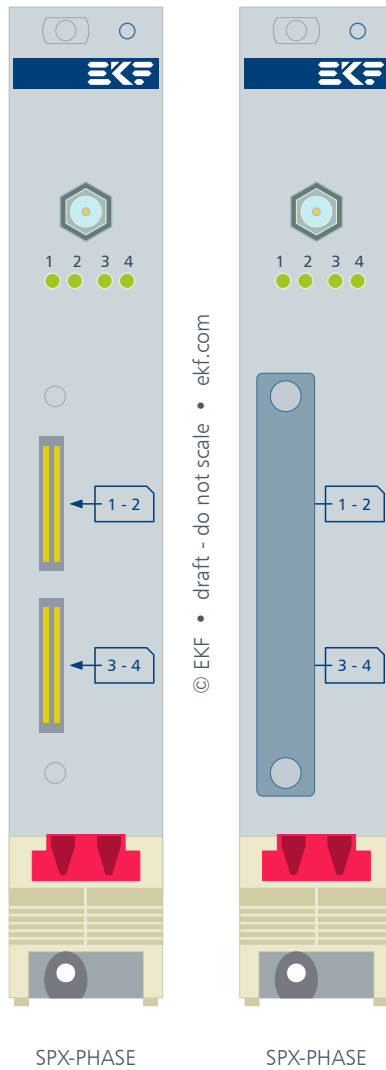 EKF EKF
1 2 3 4 1 2 3 4
© EKF • draft - do not scale • ekf.com
1 - 2 1 - 2
3 - 4 3 - 4
SPX-PHASE SPX-PHASE